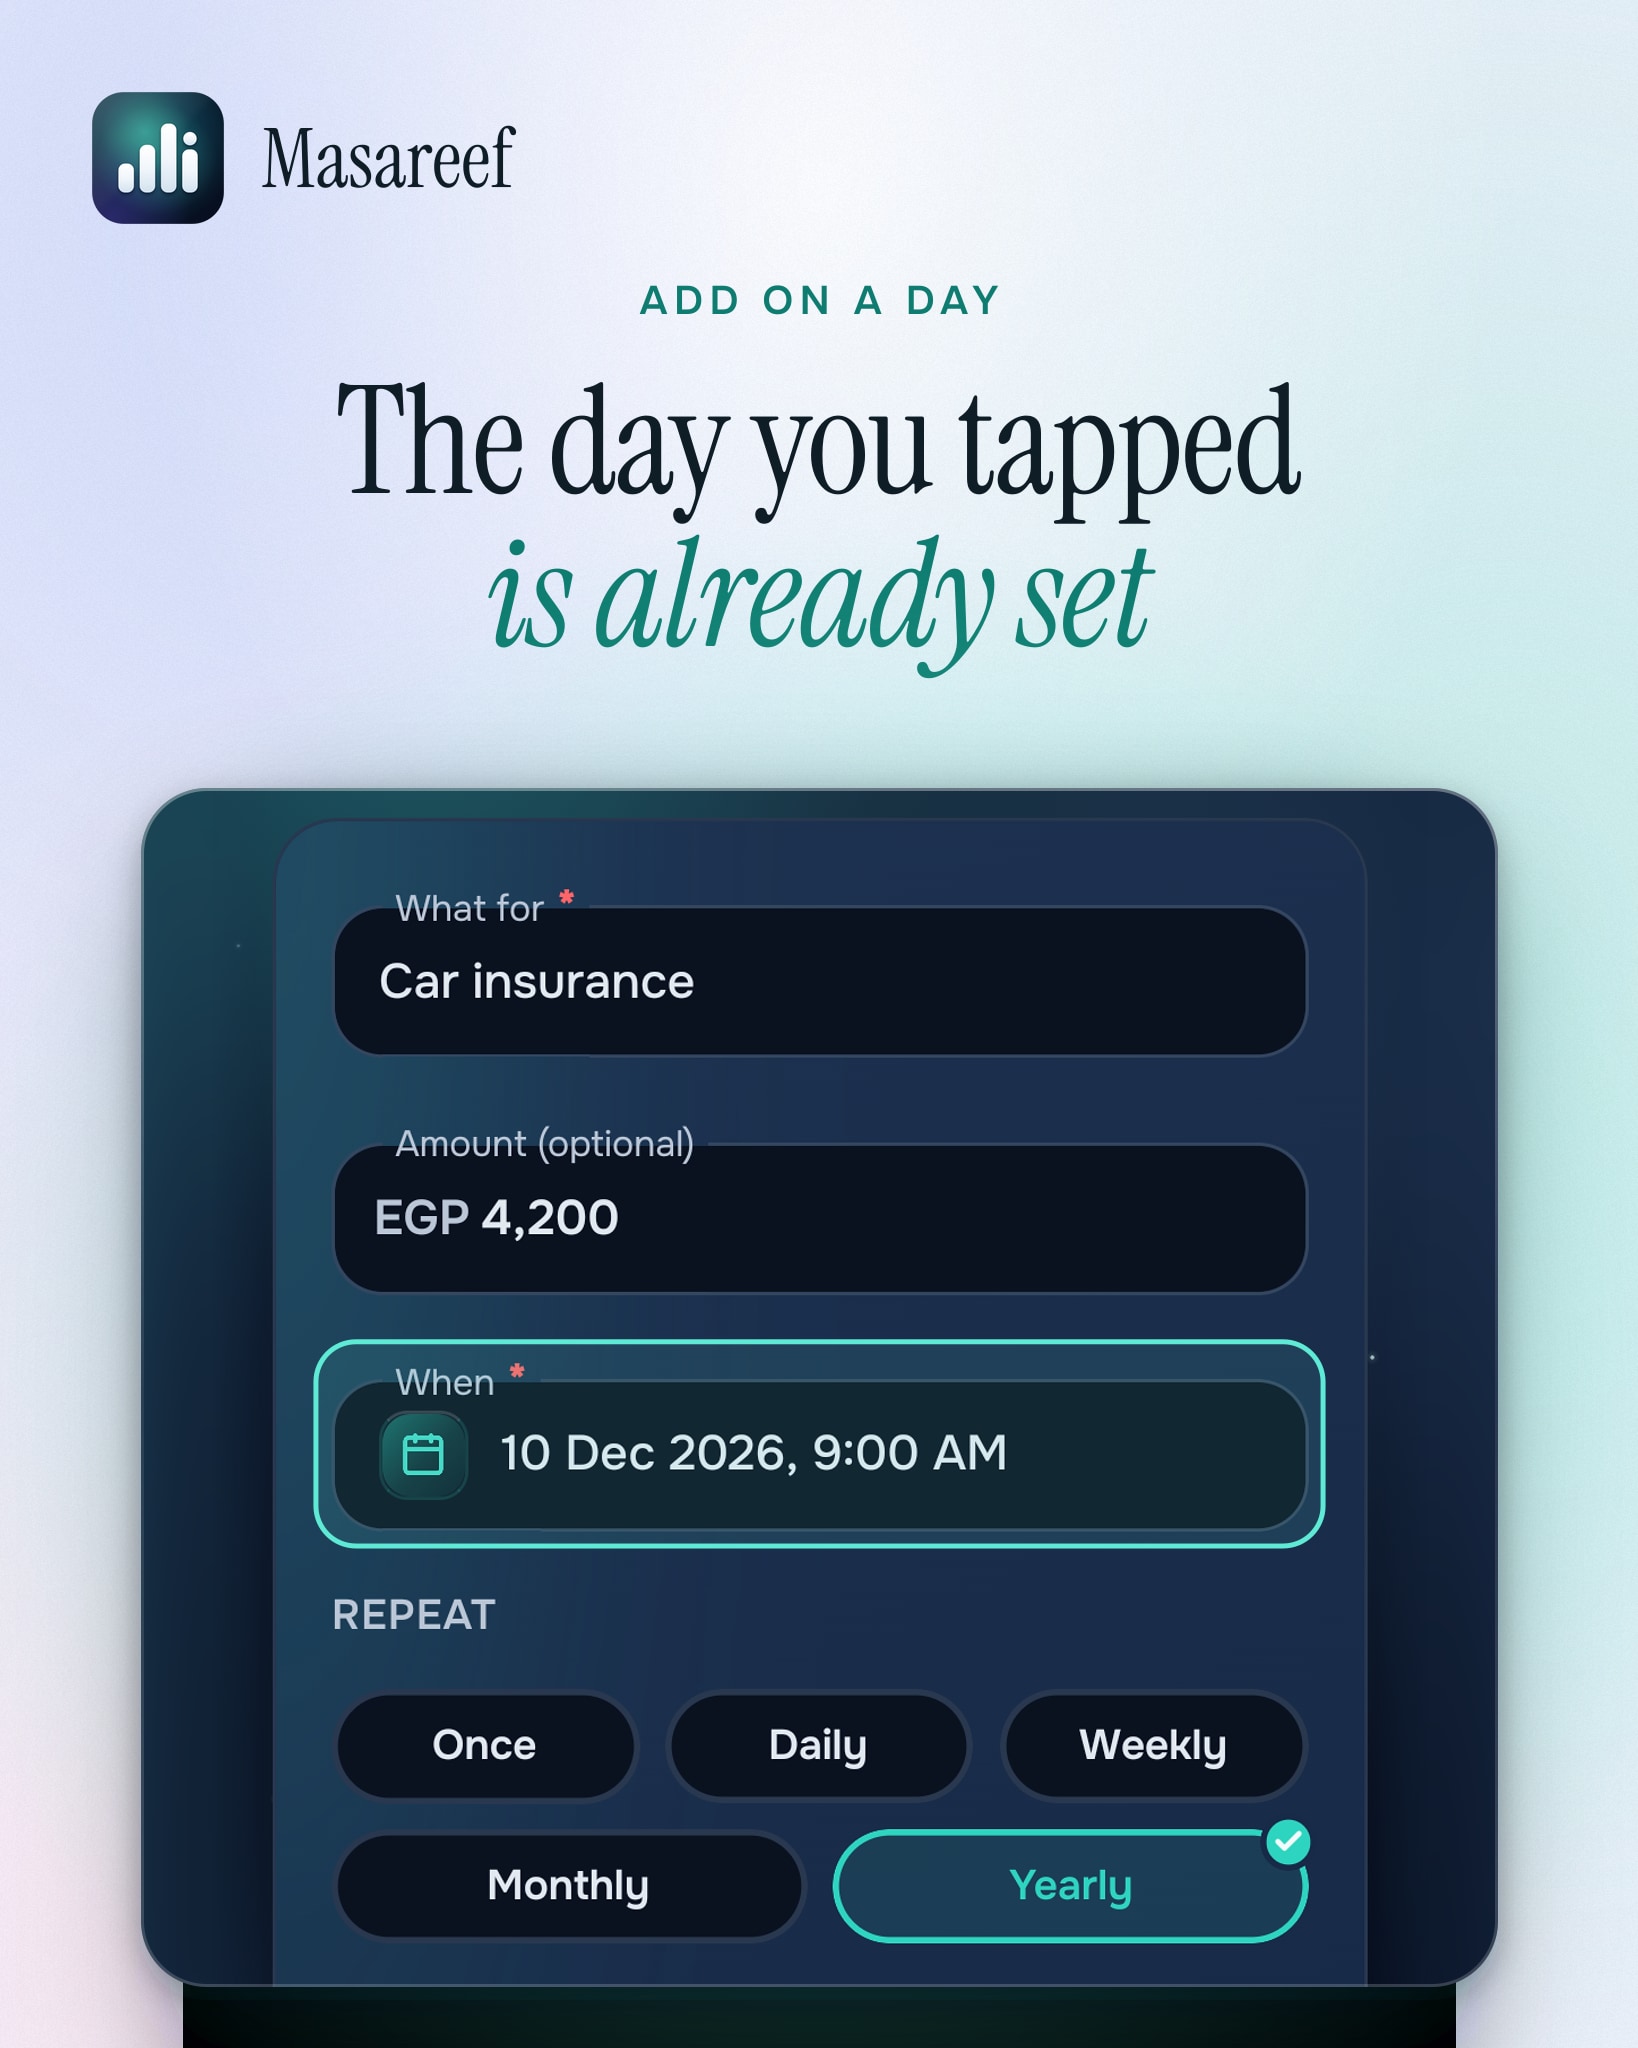 Masareef
ADD ON A DAY
The day you tapped
is already set
What for *
Car insurance
Amount (optional)
EGP 4,200
When *
10 Dec 2026, 9:00 AM
REPEAT
Once
Daily
Weekly
Monthly
Yearly